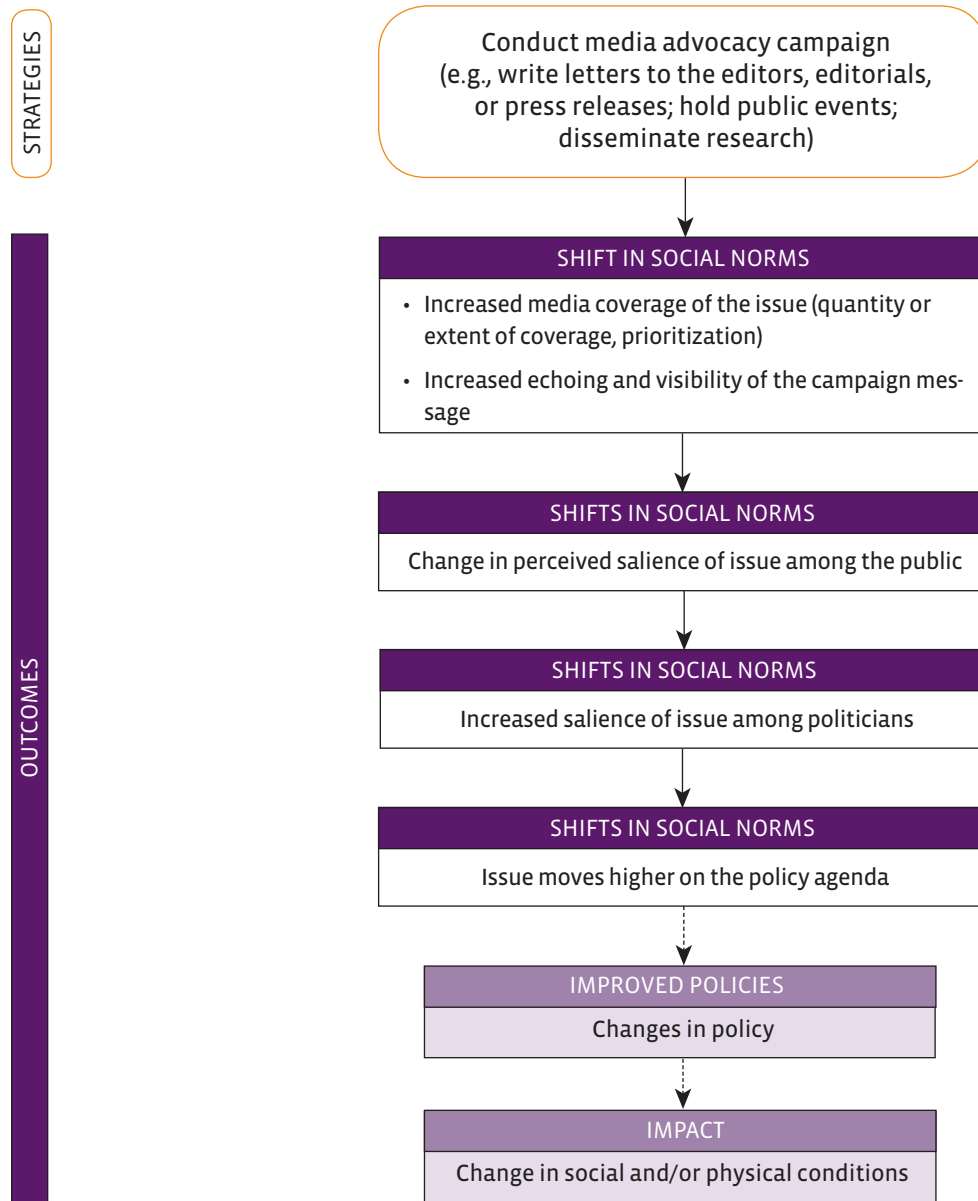 STRATEGIES
Conduct media advocacy campaign
(e.g., write letters to the editors, editorials,
or press releases; hold public events;
disseminate research)
OUTCOMES
SHIFT IN SOCIAL NORMS
• Increased media coverage of the issue (quantity or
extent of coverage, prioritization)
• Increased echoing and visibility of the campaign mes-
sage
SHIFTS IN SOCIAL NORMS
Change in perceived salience of issue among the public
SHIFTS IN SOCIAL NORMS
Increased salience of issue among politicians
SHIFTS IN SOCIAL NORMS
Issue moves higher on the policy agenda
IMPROVED POLICIES
Changes in policy
IMPACT
Change in social and/or physical conditions